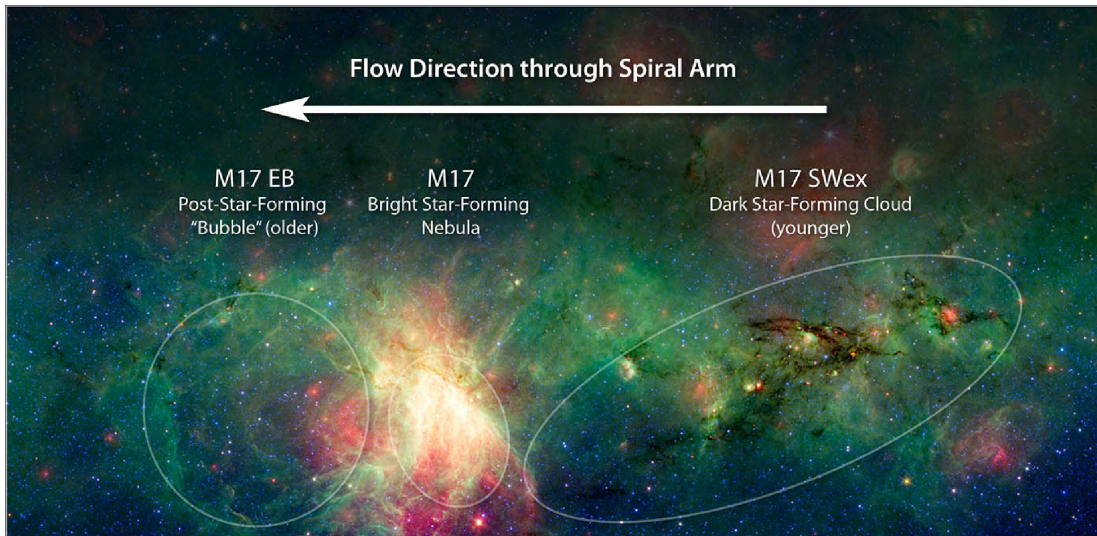 Flow Direction through Spiral Arm
M17 EB
Post-Star-Forming
“Bubble“ (older)
M17
Bright Star-Forming
Nebula
M17 SWex
Dark Star-Forming Cloud
(younger)